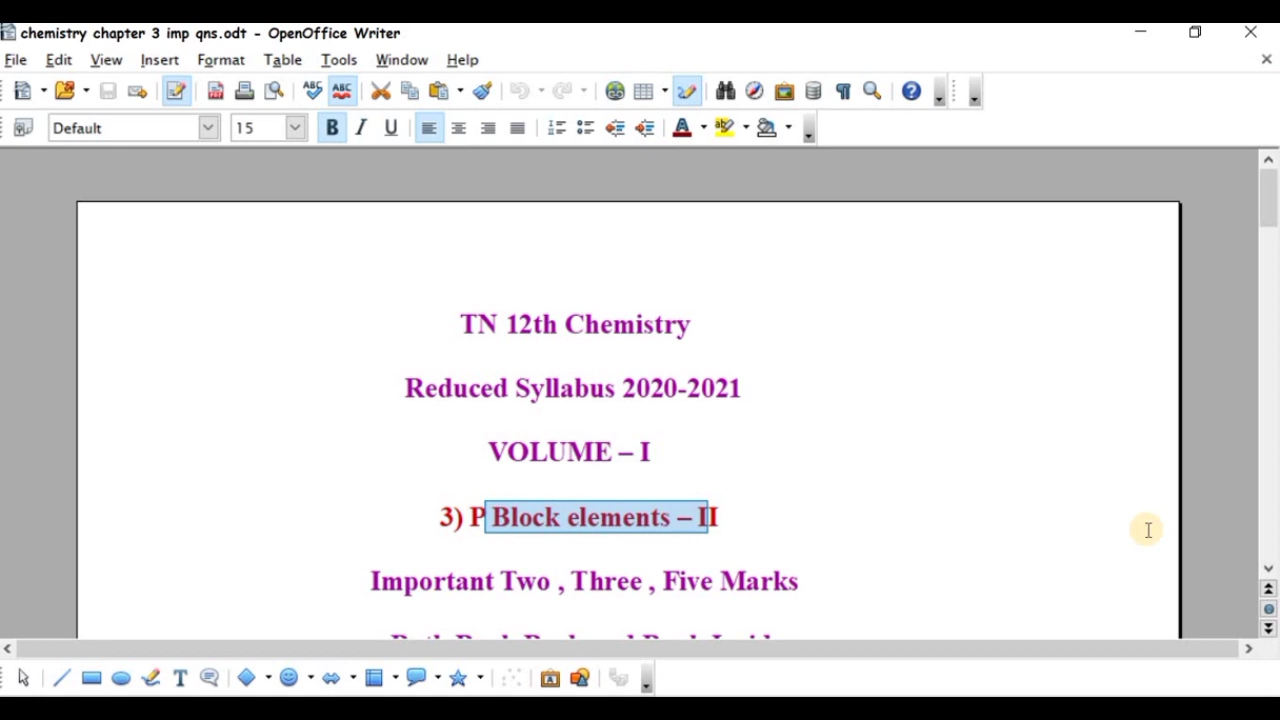 chemistry chapter 3 imp qns.odt - OpenOffice Writer
File Edit View Insert Format Table Tools Window Help
Default 15 B I U
TN 12th Chemistry
Reduced Syllabus 2020-2021
VOLUME – I
3) P Block elements – II
Important Two , Three , Five Marks